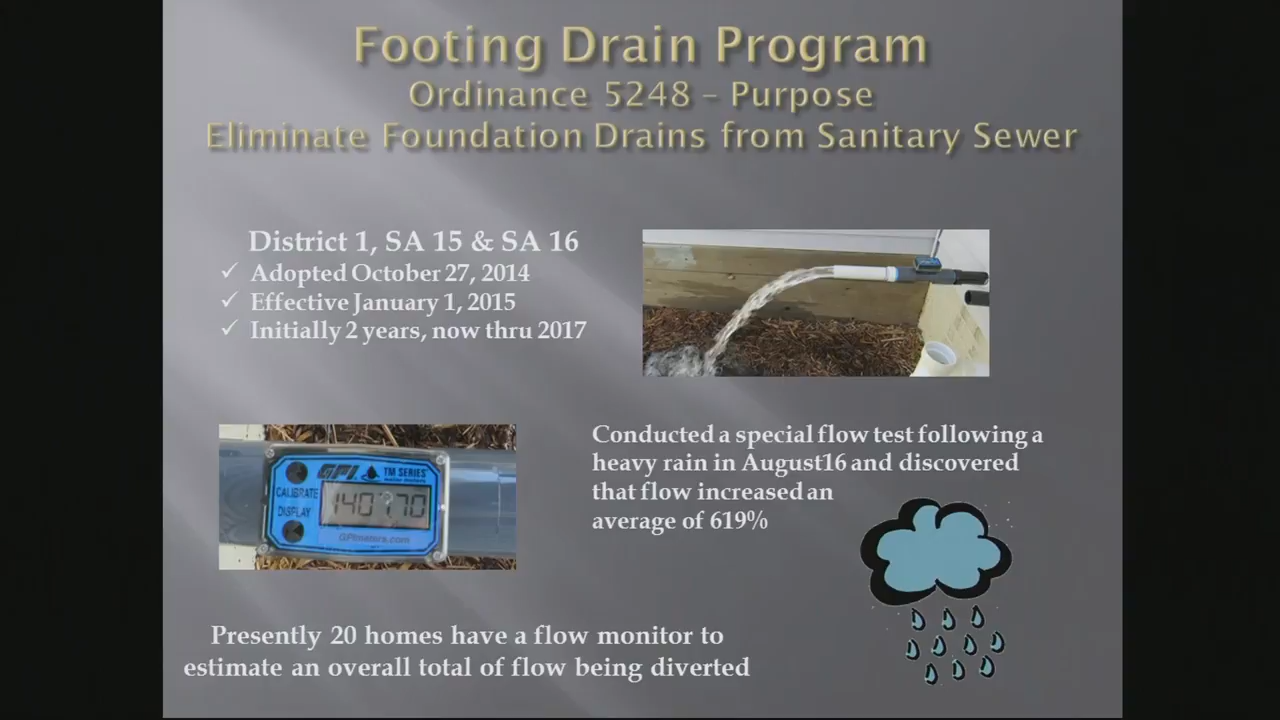 Footing Drain Program
Ordinance 5248 – Purpose
Eliminate Foundation Drains from Sanitary Sewer
District 1, SA 15 & SA 16
✓ Adopted October 27, 2014
✓ Effective January 1, 2015
✓ Initially 2 years, now thru 2017
GPI TM SERIES
water meters
CALIBRATE
DISPLAY
140770
GPImeters.com
Conducted a special flow test following a
heavy rain in August16 and discovered
that flow increased an
average of 619%
Presently 20 homes have a flow monitor to
estimate an overall total of flow being diverted